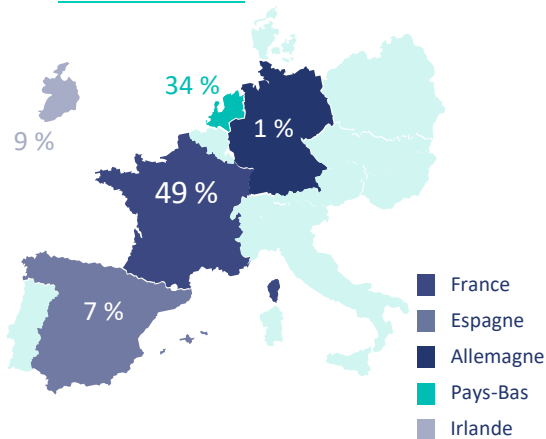 34 %
1 %
9 %
49 %
7 %
France
Espagne
Allemagne
Pays-Bas
Irlande